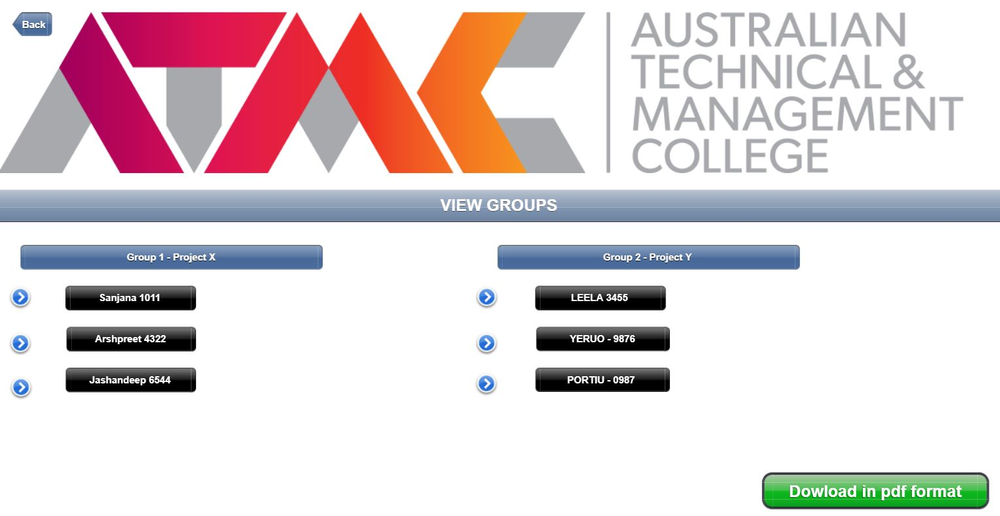 Back
ATMC
AUSTRALIAN
TECHNICAL &
MANAGEMENT
COLLEGE
VIEW GROUPS
Group 1 - Project X
Sanjana 1011
Arshpreet 4322
Jashandeep 6544
Group 2 - Project Y
LEELA 3455
YERUO - 9876
PORTIU - 0987
Dowload in pdf format